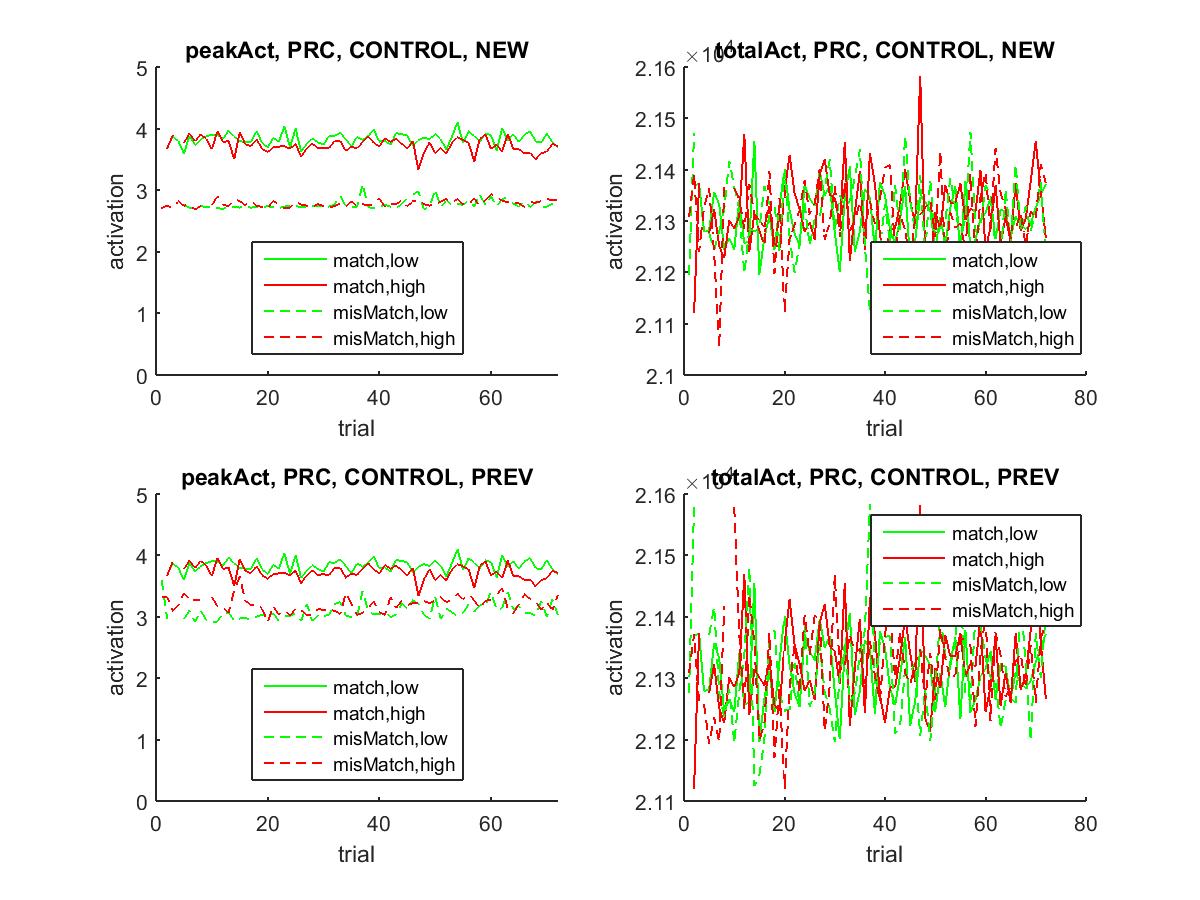 peakAct, PRC, CONTROL, NEW
5
4
3
2
1
0
activation
0 20 40 60
trial
match,low
match,high
misMatch,low
misMatch,high
totalAct, PRC, CONTROL, NEW
×10⁴
2.16
2.15
2.14
2.13
2.12
2.11
2.1
activation
0 20 40 60 80
trial
match,low
match,high
misMatch,low
misMatch,high
peakAct, PRC, CONTROL, PREV
5
4
3
2
1
0
activation
0 20 40 60
trial
match,low
match,high
misMatch,low
misMatch,high
totalAct, PRC, CONTROL, PREV
×10⁴
2.16
2.15
2.14
2.13
2.12
2.11
activation
0 20 40 60 80
trial
match,low
match,high
misMatch,low
misMatch,high